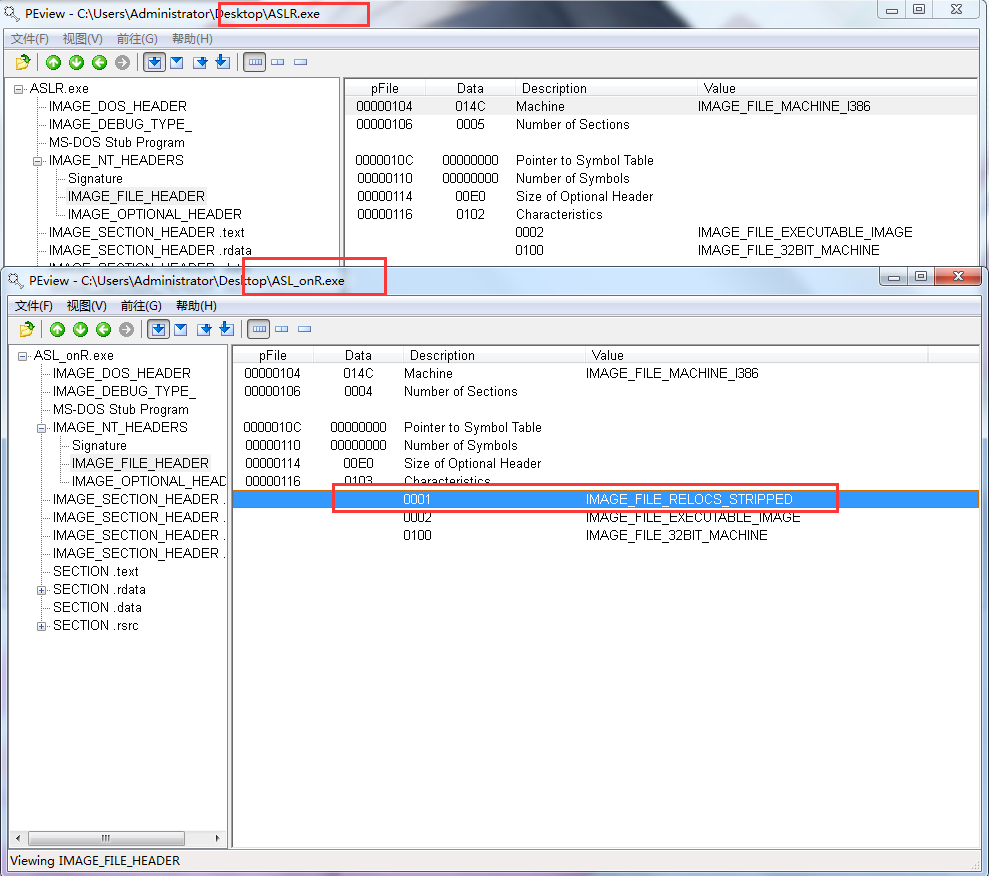 PEview - C:\Users\Administrator\Desktop\ASLR.exe
文件(F) 视图(V) 前往(G) 帮助(H)
ASLR.exe
IMAGE_DOS_HEADER
IMAGE_DEBUG_TYPE_
MS-DOS Stub Program
IMAGE_NT_HEADERS
Signature
IMAGE_FILE_HEADER
IMAGE_OPTIONAL_HEADER
IMAGE_SECTION_HEADER .text
IMAGE_SECTION_HEADER .rdata
pFile Data Description Value
00000104 014C Machine IMAGE_FILE_MACHINE_I386
00000106 0005 Number of Sections
0000010C 00000000 Pointer to Symbol Table
00000110 00000000 Number of Symbols
00000114 00E0 Size of Optional Header
00000116 0102 Characteristics
0002 IMAGE_FILE_EXECUTABLE_IMAGE
0100 IMAGE_FILE_32BIT_MACHINE
PEview - C:\Users\Administrator\Desktop\ASL_onR.exe
文件(F) 视图(V) 前往(G) 帮助(H)
ASL_onR.exe
IMAGE_DOS_HEADER
IMAGE_DEBUG_TYPE_
MS-DOS Stub Program
IMAGE_NT_HEADERS
Signature
IMAGE_FILE_HEADER
IMAGE_OPTIONAL_HEAD
IMAGE_SECTION_HEADER .
IMAGE_SECTION_HEADER .
IMAGE_SECTION_HEADER .
IMAGE_SECTION_HEADER .
SECTION .text
SECTION .rdata
SECTION .data
SECTION .rsrc
pFile Data Description Value
00000104 014C Machine IMAGE_FILE_MACHINE_I386
00000106 0004 Number of Sections
0000010C 00000000 Pointer to Symbol Table
00000110 00000000 Number of Symbols
00000114 00E0 Size of Optional Header
00000116 0103 Characteristics
0001 IMAGE_FILE_RELOCS_STRIPPED
0002 IMAGE_FILE_EXECUTABLE_IMAGE
0100 IMAGE_FILE_32BIT_MACHINE
Viewing IMAGE_FILE_HEADER